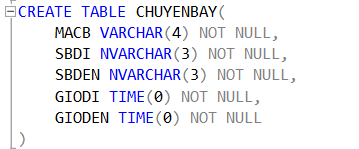 CREATE TABLE CHUYENBAY(
MACB VARCHAR(4) NOT NULL,
SBDI NVARCHAR(3) NOT NULL,
SBDEN NVARCHAR(3) NOT NULL,
GIODI TIME(0) NOT NULL,
GIODEN TIME(0) NOT NULL
)